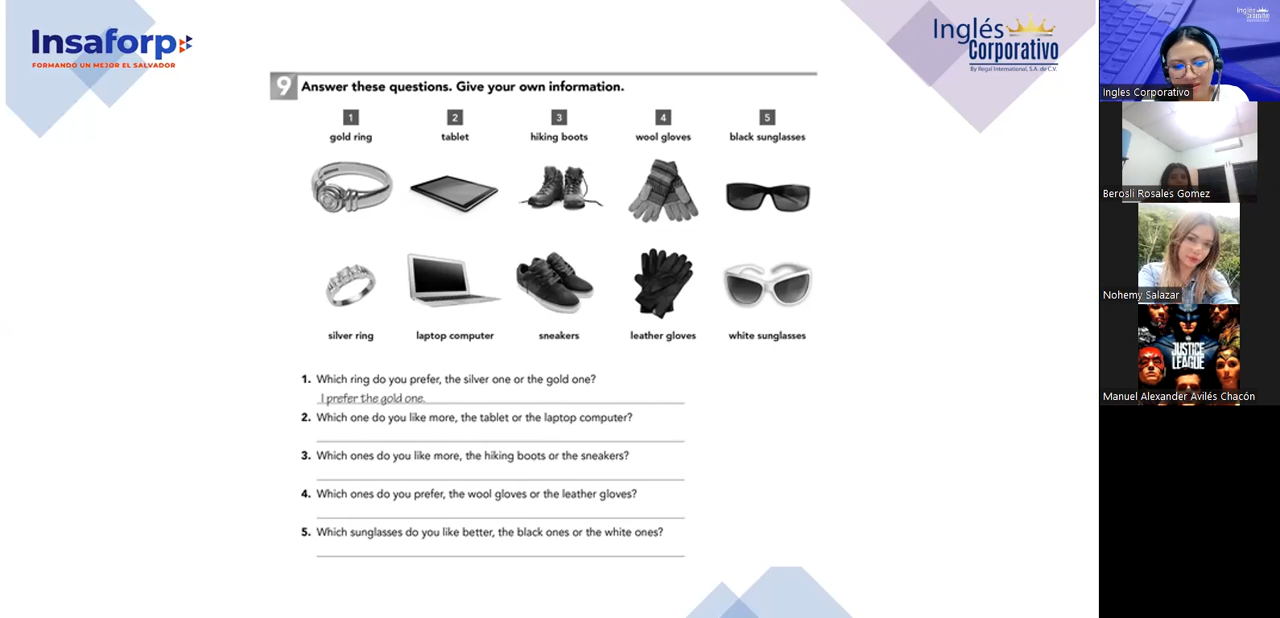 Insaforp
FORMANDO UN MEJOR EL SALVADOR
Inglés
Corporativo
By Regal International, S.A. de C.V.
9 Answer these questions. Give your own information.
1 2 3 4 5
gold ring tablet hiking boots wool gloves black sunglasses
silver ring laptop computer sneakers leather gloves white sunglasses
1. Which ring do you prefer, the silver one or the gold one?
I prefer the gold one.
2. Which one do you like more, the tablet or the laptop computer?
3. Which ones do you like more, the hiking boots or the sneakers?
4. Which ones do you prefer, the wool gloves or the leather gloves?
5. Which sunglasses do you like better, the black ones or the white ones?
Inglés
Ingles Corporativo
Berosli Rosales Gomez
Nohemy Salazar
JUSTICE
LEAGUE
Manuel Alexander Avilés Chacón